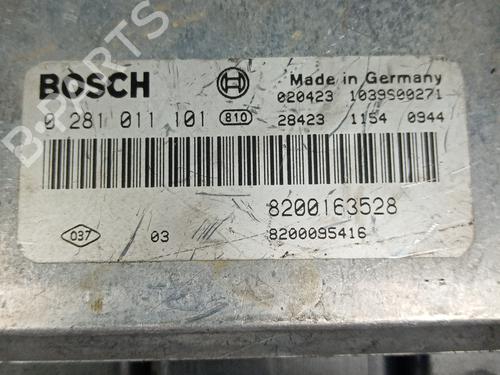 B-PARTS
BOSCH
Made in Germany
020423 1039S00271
0 281 011 101 810 28423 1154 0944
8200163528
037 03 8200095416